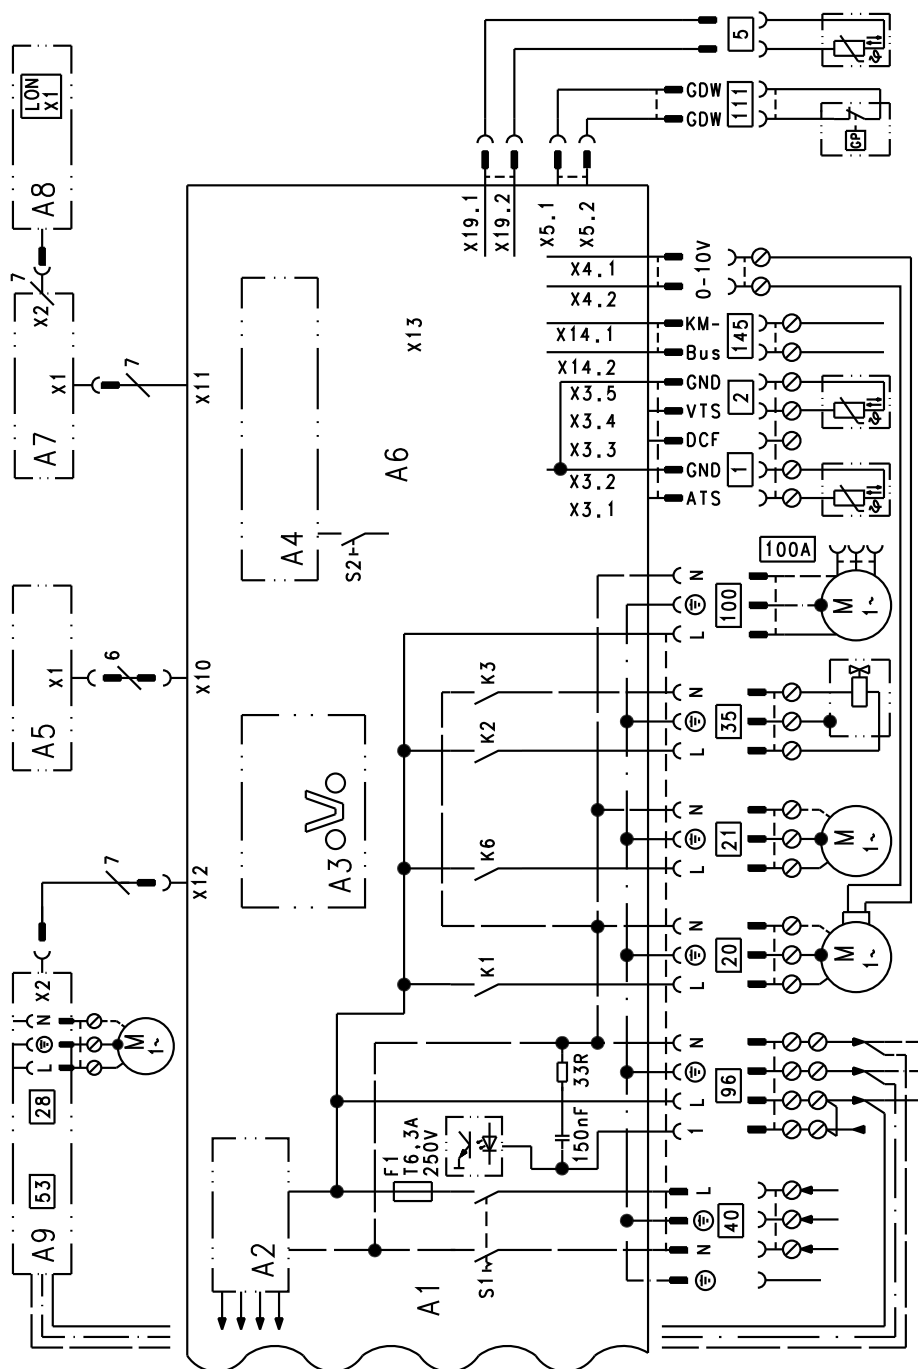 5
LON
X1
GDW
111
GDW
GP
A8
X19.1
X19.2
X5.1
X5.2
7
X2
X4.1
X4.2
0-10V
X13
X14.1
KM-
145
Bus
X14.2
X1
7
X11
X3.5
GND
X3.4
VTS
2
X3.3
DCF
A7
A6
X3.2
GND
1
X3.1
ATS
A4
S2
100A
N
100
L
M
1~
X1
6
X10
K3
N
A5
K2
35
L
A3
N
21
K6
L
M
1~
7
X12
N
20
K1
L
M
1~
X2
N
L
M
1~
28
33R
N
96
L
150nF
1
53
F1
T6,3A
250V
L
40
N
A9
A2
S1
A1